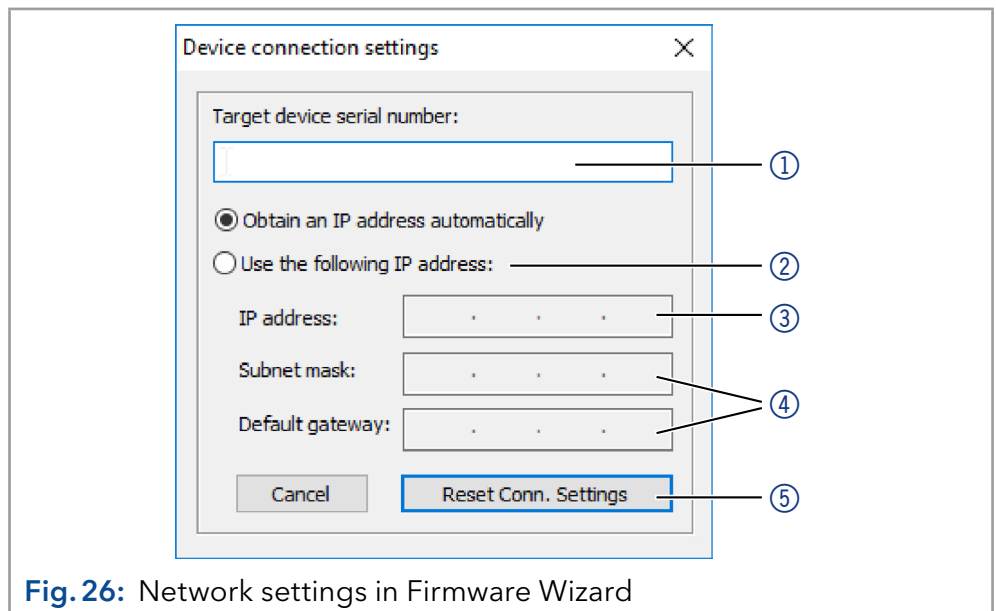 Device connection settings
Target device serial number:
①
Obtain an IP address automatically
Use the following IP address: ②
IP address: . . . ③
Subnet mask: . . .
④
Default gateway: . . .
Cancel Reset Conn. Settings ⑤
Fig. 26: Network settings in Firmware Wizard